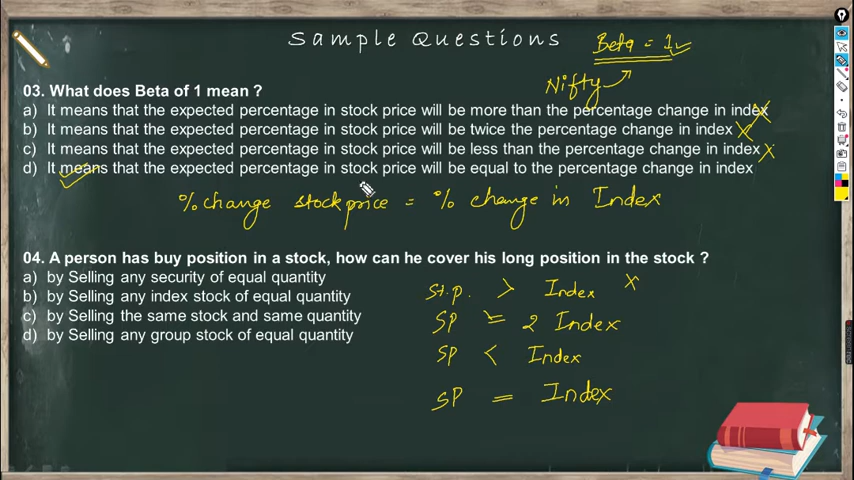 Sample Questions
Beta = 1
Nifty
03. What does Beta of 1 mean ?
a) It means that the expected percentage in stock price will be more than the percentage change in index
b) It means that the expected percentage in stock price will be twice the percentage change in index
c) It means that the expected percentage in stock price will be less than the percentage change in index
d) It means that the expected percentage in stock price will be equal to the percentage change in index
% change stock price = % change in Index
04. A person has buy position in a stock, how can he cover his long position in the stock ?
a) by Selling any security of equal quantity
b) by Selling any index stock of equal quantity
c) by Selling the same stock and same quantity
d) by Selling any group stock of equal quantity
St.p. > Index X
SP = 2 Index
SP < Index
SP = Index